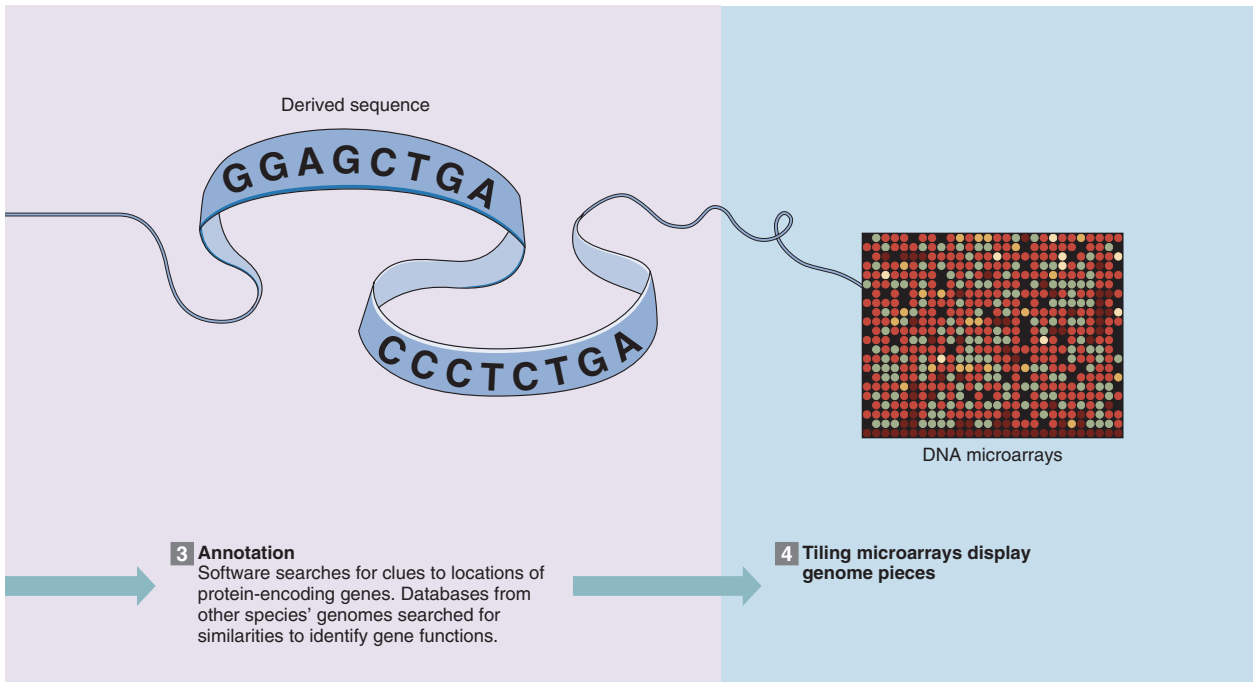 Derived sequence
GGAGCTGA
CCCTCTGA
DNA microarrays
3 Annotation
Software searches for clues to locations of
protein-encoding genes. Databases from
other species’ genomes searched for
similarities to identify gene functions.
4 Tiling microarrays display
genome pieces